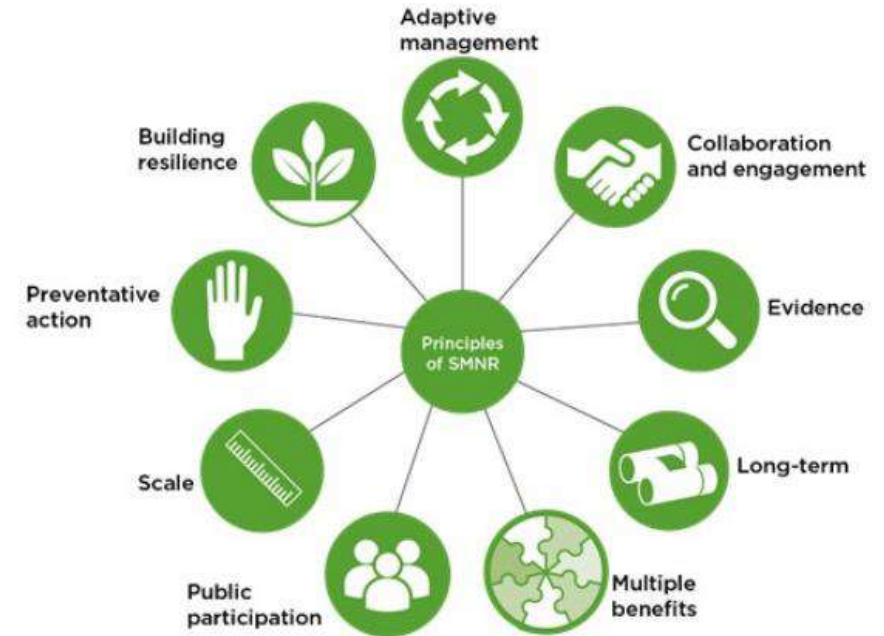 Adaptive
management
Building
resilience
Collaboration
and engagement
Preventative
action
Evidence
Principles
of SMNR
Scale
Long-term
Public
participation
Multiple
benefits